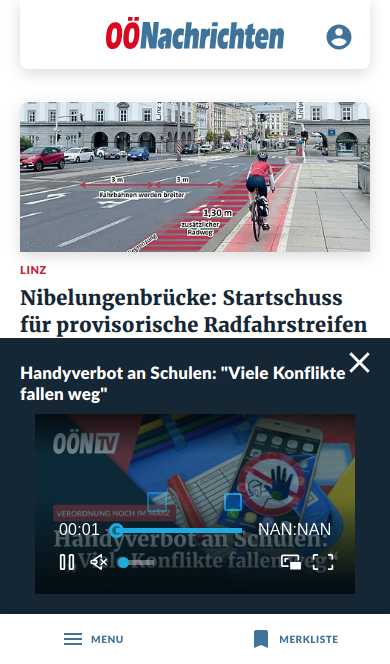 OÖNachrichten
3 m
3 m
Fahrbahnen werden breiter
1,30 m
zusätzlicher
Radweg
LINZ
Nibelungenbrücke: Startschuss
für provisorische Radfahrstreifen
Handyverbot an Schulen: "Viele Konflikte
fallen weg"
OÖN TV
VERORDNUNG NOCH IM MÄRZ
00:01
NAN:NAN
Handyverbot an Schulen:
"Viele Konflikte fallen weg"
MENU
MERKLISTE